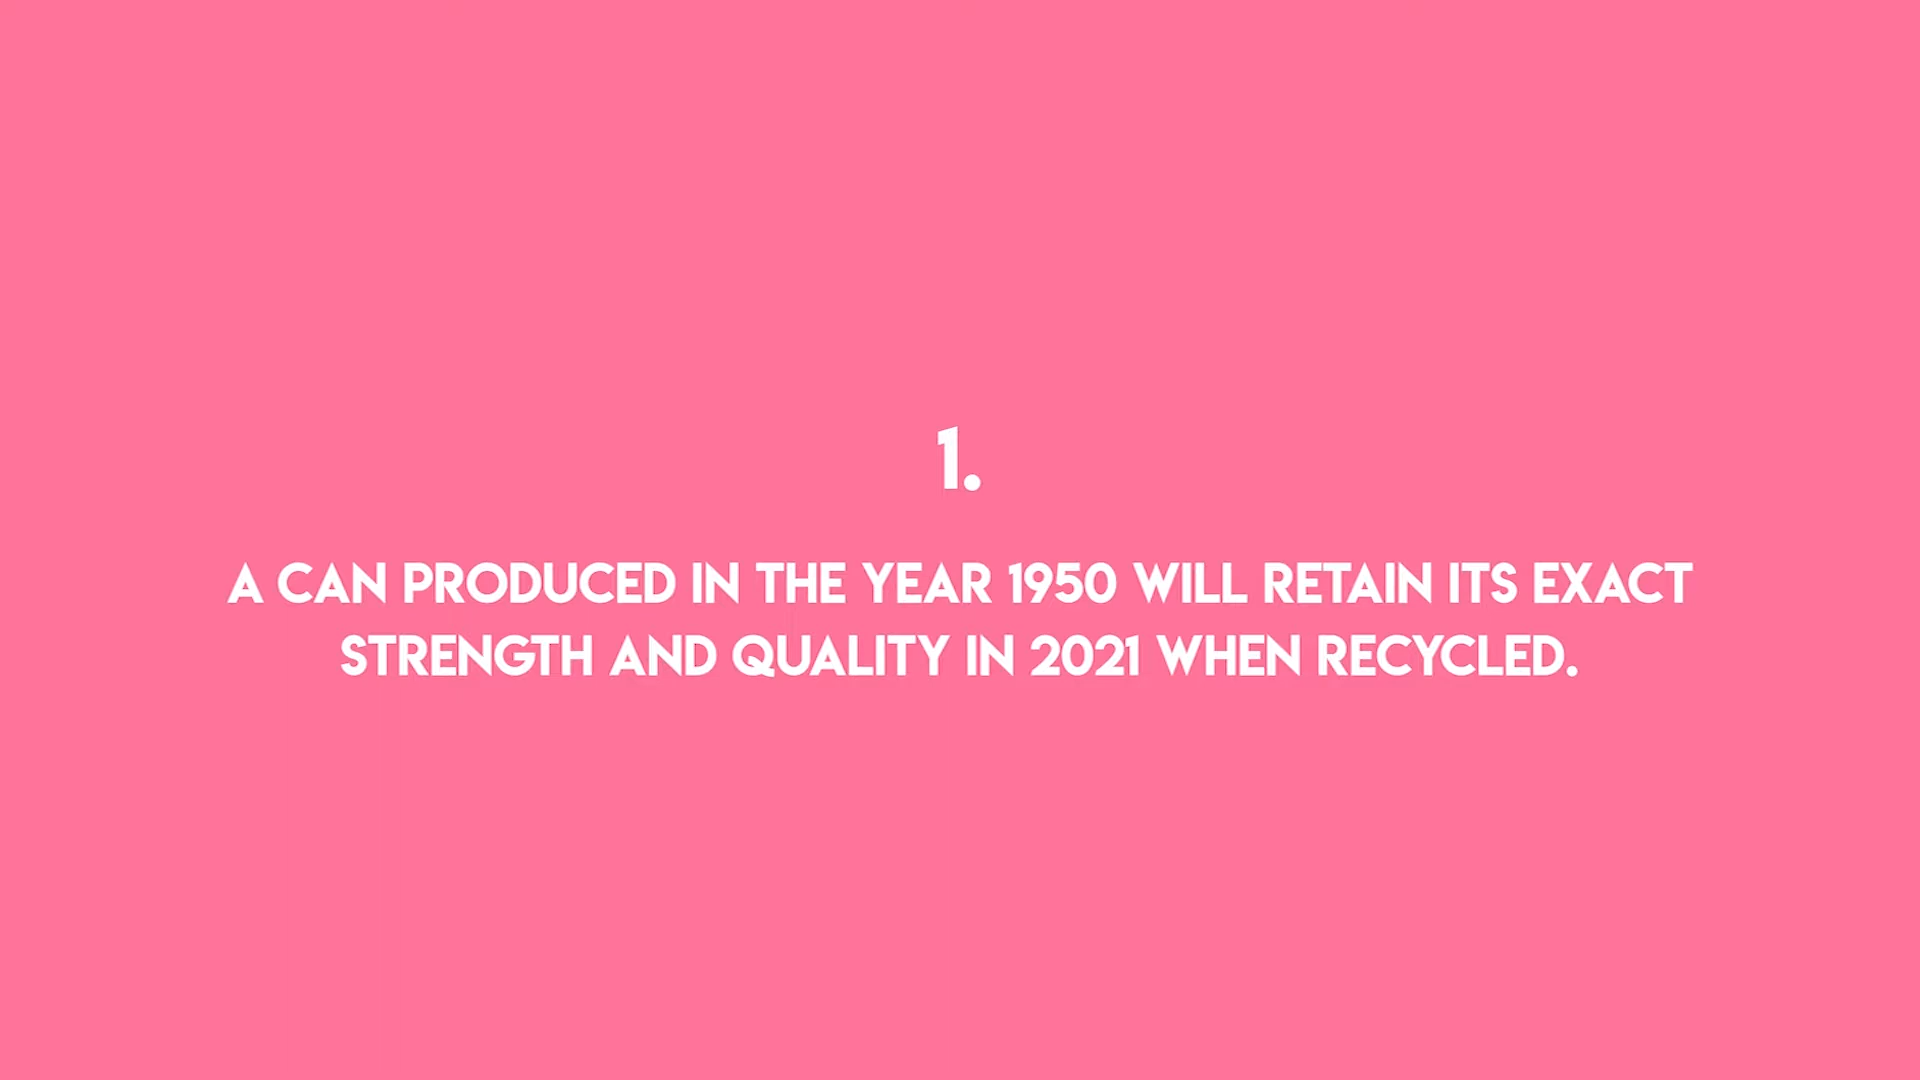 1.
A CAN PRODUCED IN THE YEAR 1950 WILL RETAIN ITS EXACT
STRENGTH AND QUALITY IN 2021 WHEN RECYCLED.